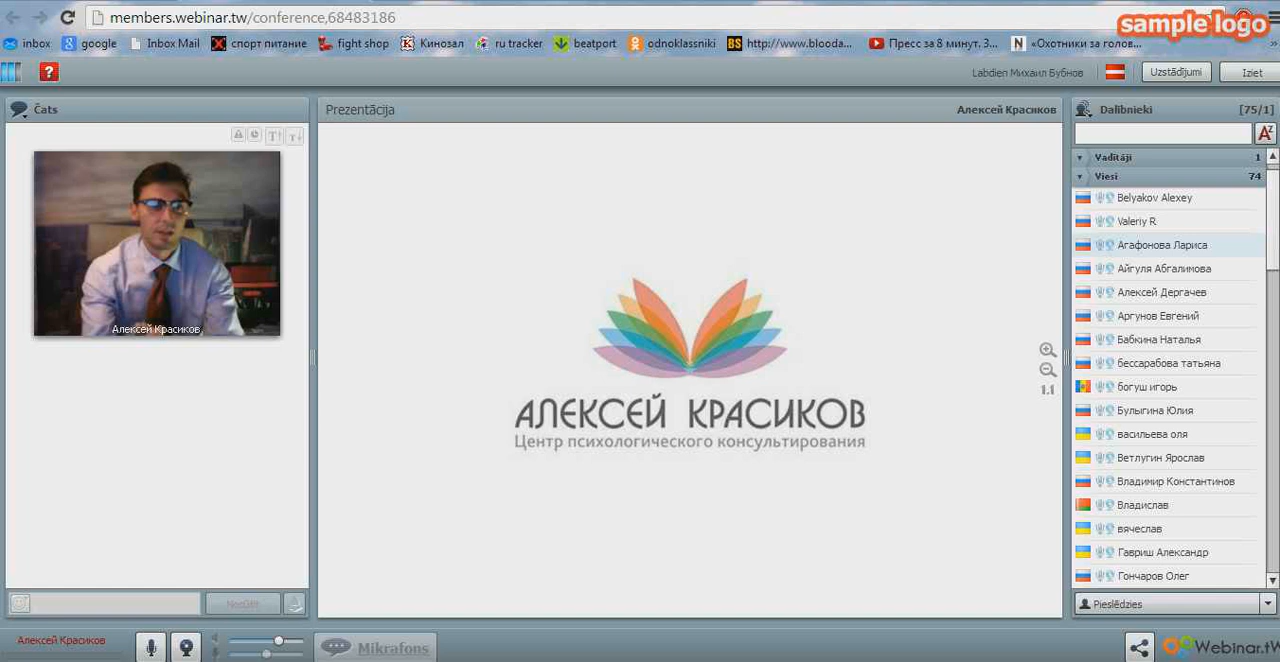 members.webinar.tw/conference,68483186
sample logo
inbox google Inbox Mail спорт питание fight shop Кинозал ru tracker beatport odnoklassniki http://www.blooda... Пресс за 8 минут. 3... «Охотники за голов... »
Labdien Михаил Бубнов Uzstādījumi Iziet
Čats
Prezentācija Алексей Красиков
Dalībnieki [75/1]
Vadītāji 1
Viesi 74
Belyakov Alexey
Valeriy R
Агафонова Лариса
Айгуля Абгалимова
Алексей Дергачев
Аргунов Евгений
Бабкина Наталья
бессарабова татьяна
богуш игорь
Булыгина Юлия
васильева оля
Ветлугин Ярослав
Владимир Константинов
Владислав
вячеслав
Гавриш Александр
Гончаров Олег
Алексей Красиков
АЛЕКСЕЙ КРАСИКОВ
Центр психологического консультирования
1:1
Nosūtīt
Pieslēdzies
Алексей Красиков
Mikrafons
Webinar.tw